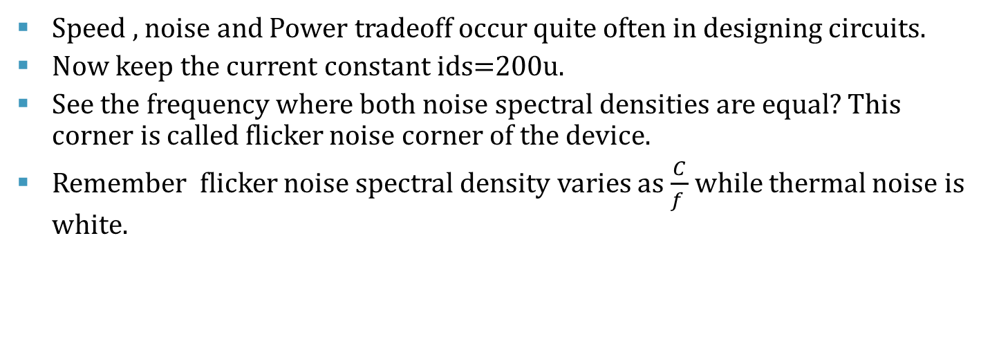 ▪ Speed , noise and Power tradeoff occur quite often in designing circuits.
▪ Now keep the current constant ids=200u.
▪ See the frequency where both noise spectral densities are equal? This
corner is called flicker noise corner of the device.
▪ Remember  flicker noise spectral density varies as C/f while thermal noise is
white.